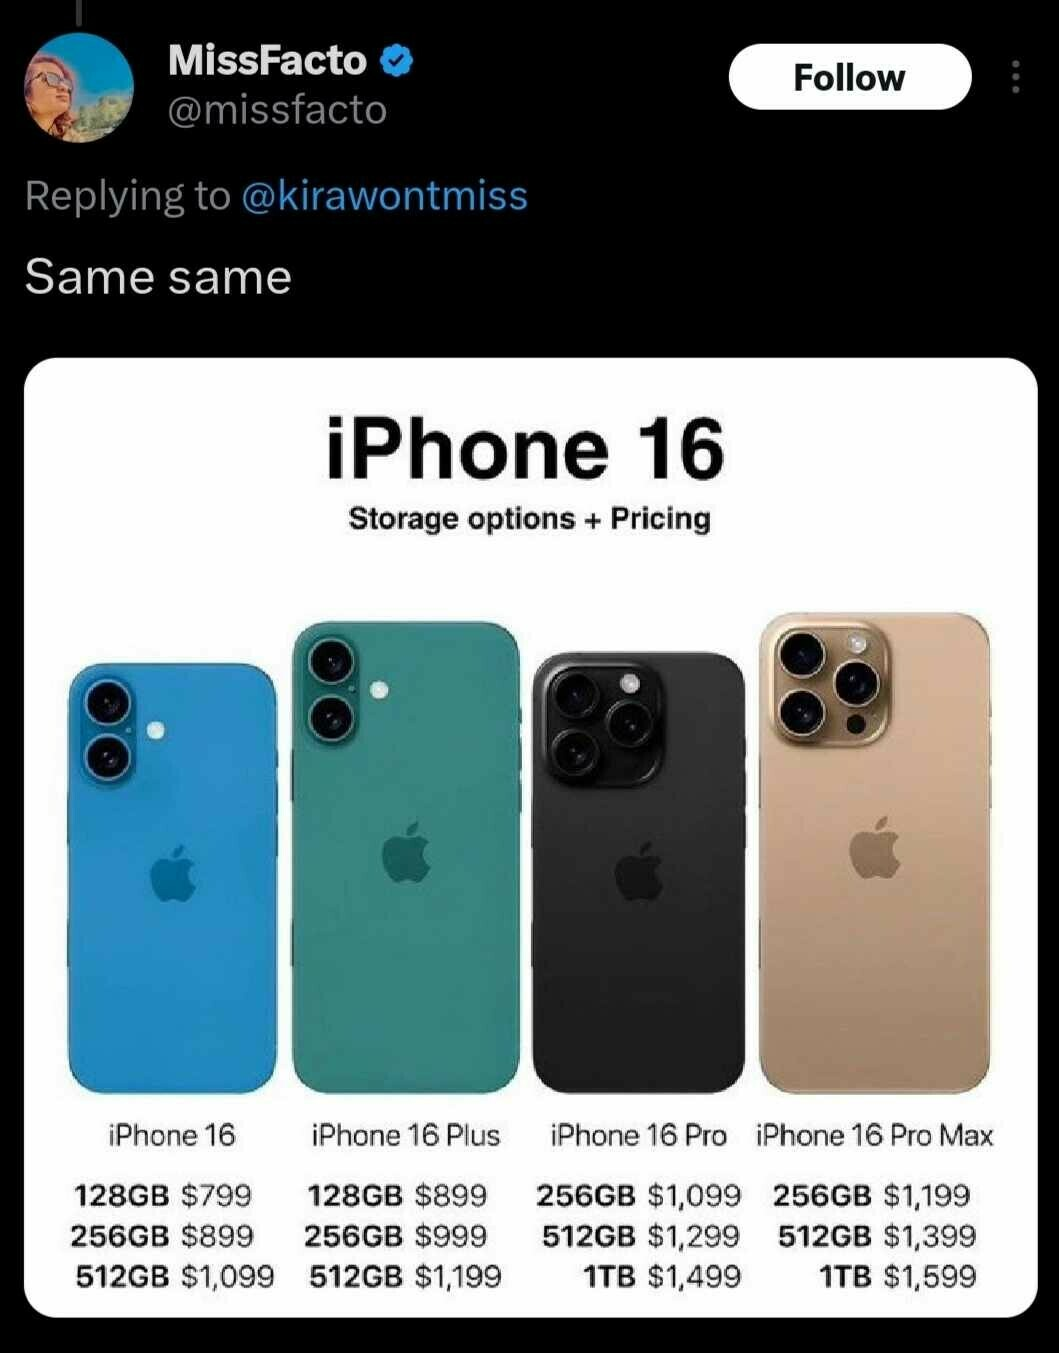 MissFacto
@missfacto
Follow
Replying to @kirawontmiss
Same same
iPhone 16
Storage options + Pricing
iPhone 16
128GB $799
256GB $899
512GB $1,099
iPhone 16 Plus
128GB $899
256GB $999
512GB $1,199
iPhone 16 Pro
256GB $1,099
512GB $1,299
1TB $1,499
iPhone 16 Pro Max
256GB $1,199
512GB $1,399
1TB $1,599